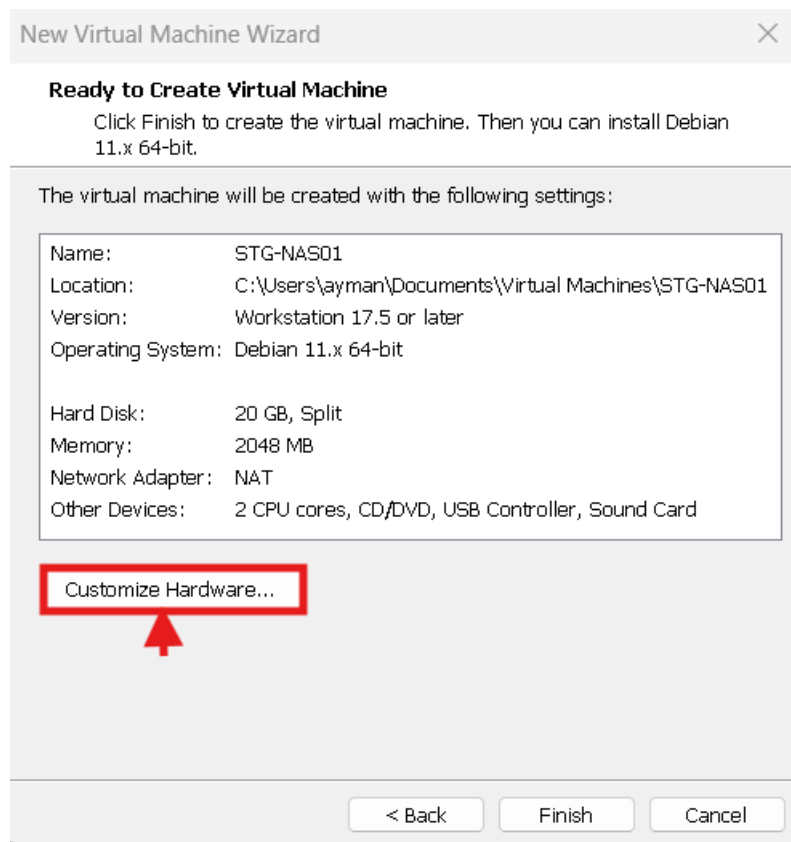 New Virtual Machine Wizard
Ready to Create Virtual Machine
Click Finish to create the virtual machine. Then you can install Debian
11.x 64-bit.
The virtual machine will be created with the following settings:
Name: STG-NAS01
Location: C:\Users\ayman\Documents\Virtual Machines\STG-NAS01
Version: Workstation 17.5 or later
Operating System: Debian 11.x 64-bit
Hard Disk: 20 GB, Split
Memory: 2048 MB
Network Adapter: NAT
Other Devices: 2 CPU cores, CD/DVD, USB Controller, Sound Card
Customize Hardware...
< Back Finish Cancel